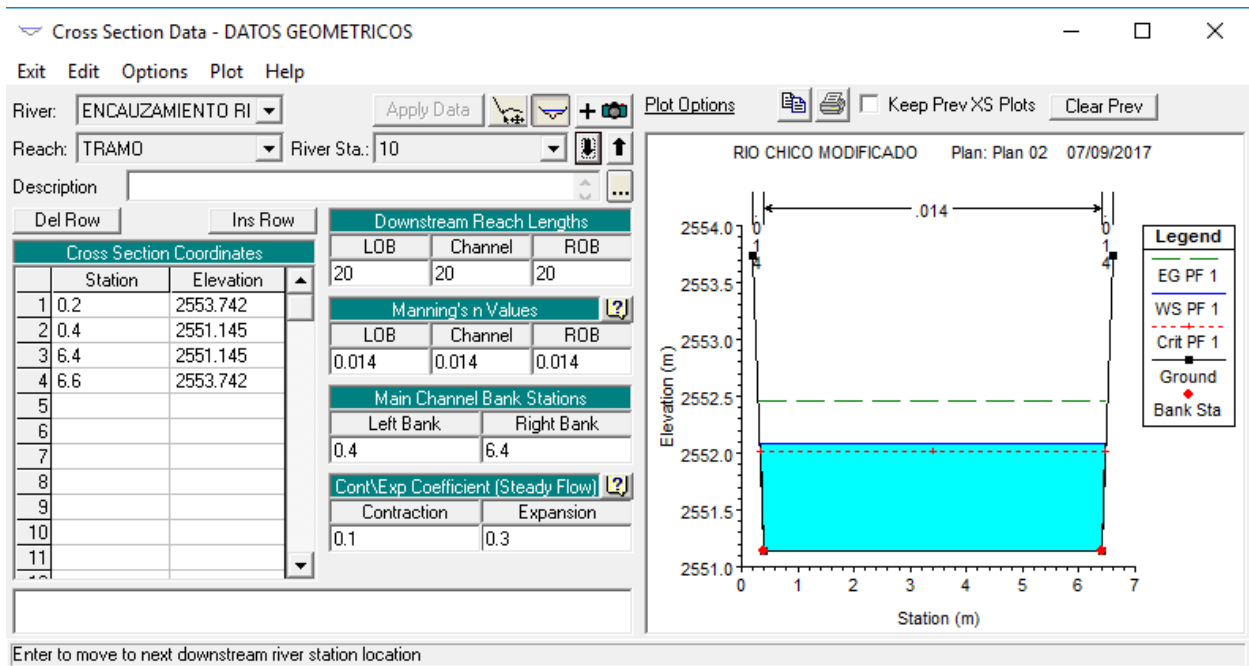 Cross Section Data - DATOS GEOMETRICOS
Exit Edit Options Plot Help
River: ENCAUZAMIENTO RI Apply Data
Reach: TRAMO River Sta.: 10
Description ...
Del Row Ins Row
Cross Section Coordinates
Station Elevation
1 0.2 2553.742
2 0.4 2551.145
3 6.4 2551.145
4 6.6 2553.742
5
6
7
8
9
10
11
Downstream Reach Lengths
LOB Channel ROB
20 20 20
Manning's n Values
LOB Channel ROB
0.014 0.014 0.014
Main Channel Bank Stations
Left Bank Right Bank
0.4 6.4
Cont\Exp Coefficient (Steady Flow)
Contraction Expansion
0.1 0.3
Plot Options Keep Prev XS Plots Clear Prev
RIO CHICO MODIFICADO Plan: Plan 02 07/09/2017
.014 .014 .014
2554.0
2553.5
2553.0
2552.5
2552.0
2551.5
2551.0
Elevation (m)
0 1 2 3 4 5 6 7
Station (m)
Legend
EG PF 1
WS PF 1
Crit PF 1
Ground
Bank Sta
Enter to move to next downstream river station location